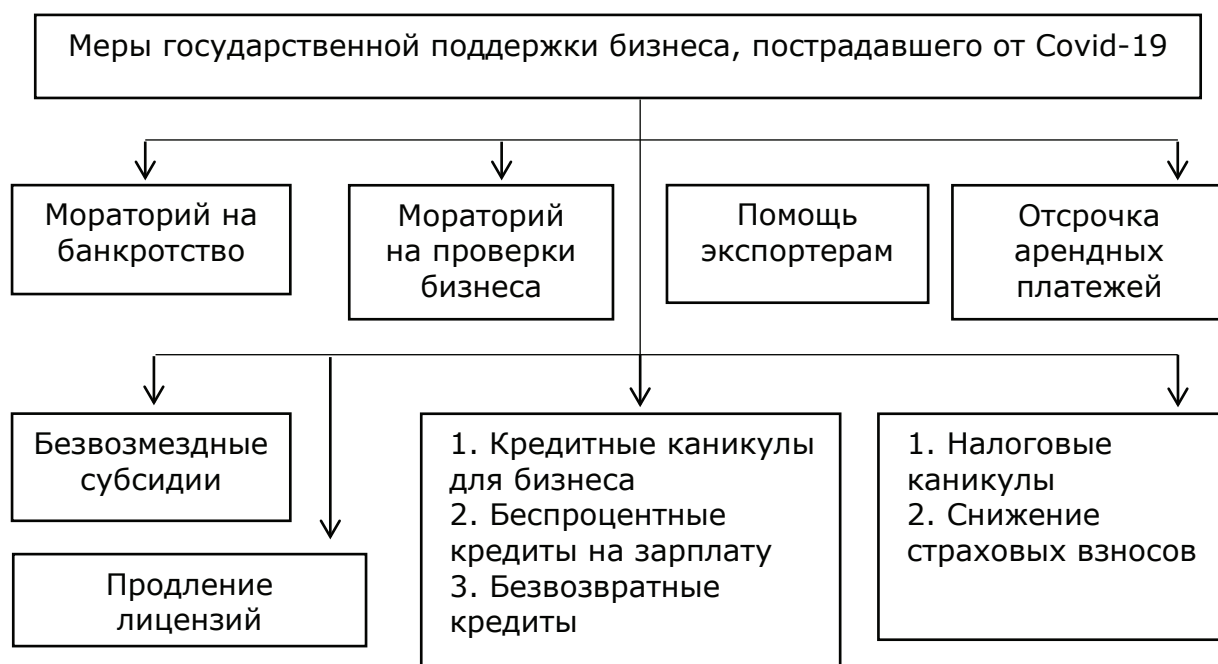 Меры государственной поддержки бизнеса, пострадавшего от Covid-19
Мораторий на
банкротство
Мораторий
на проверки
бизнеса
Помощь
экспортерам
Отсрочка
арендных
платежей
Безвозмездные
субсидии
Продление
лицензий
1. Кредитные каникулы
для бизнеса
2. Беспроцентные
кредиты на зарплату
3. Безвозвратные
кредиты
1. Налоговые
каникулы
2. Снижение
страховых взносов